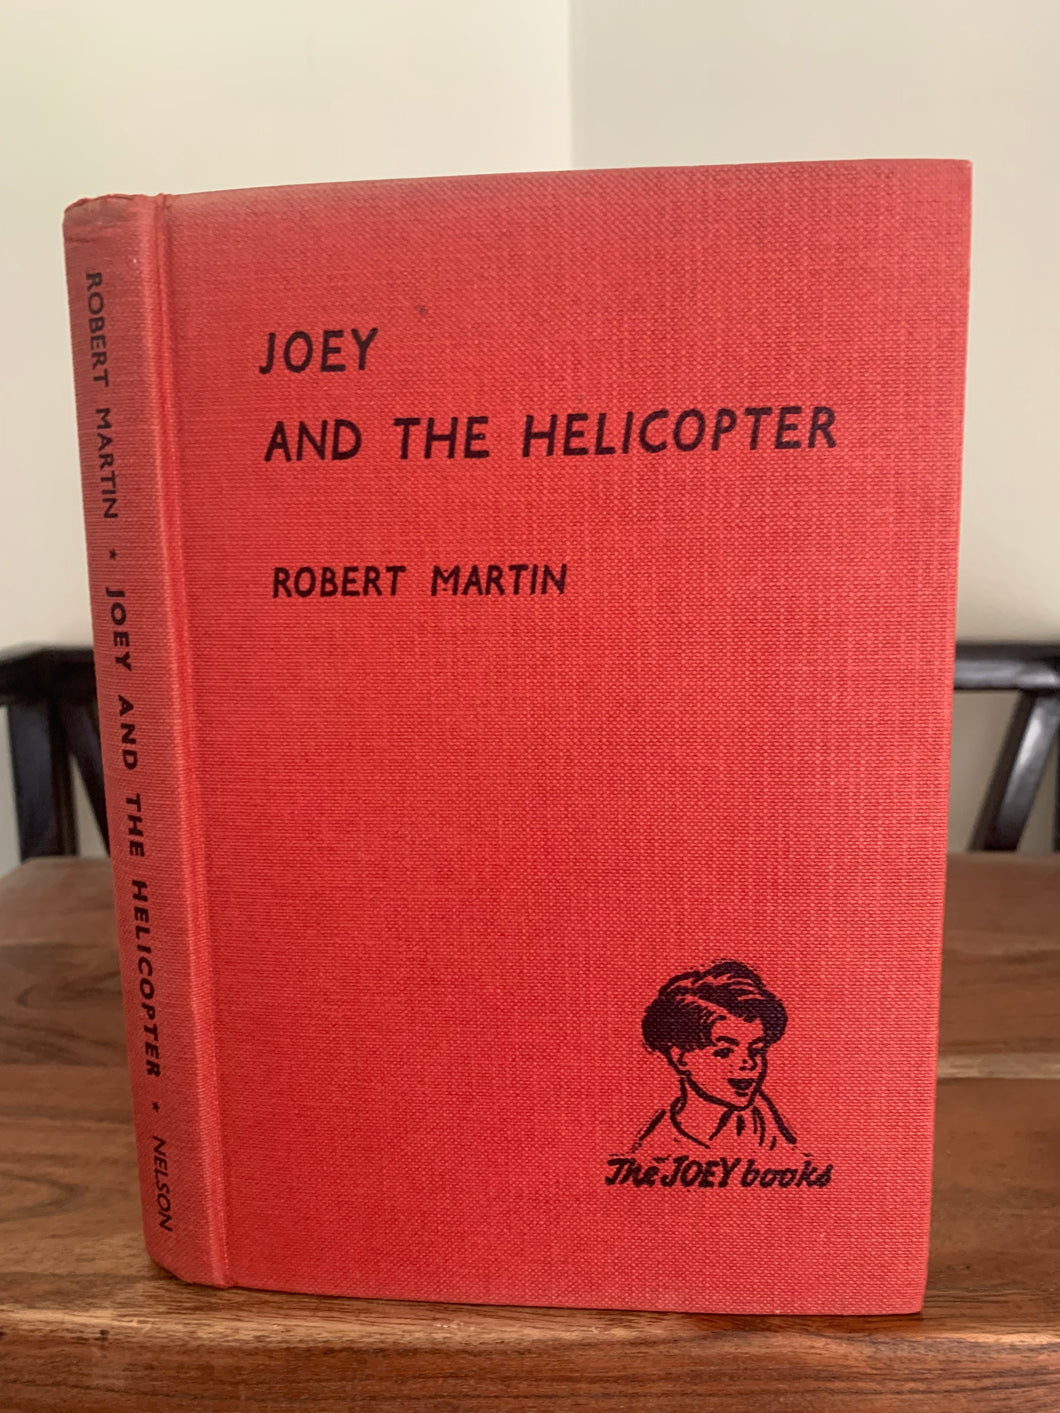 ROBERT MARTIN * JOEY AND THE HELICOPTER * NELSON
JOEY
AND THE HELICOPTER
ROBERT MARTIN
The JOEY books